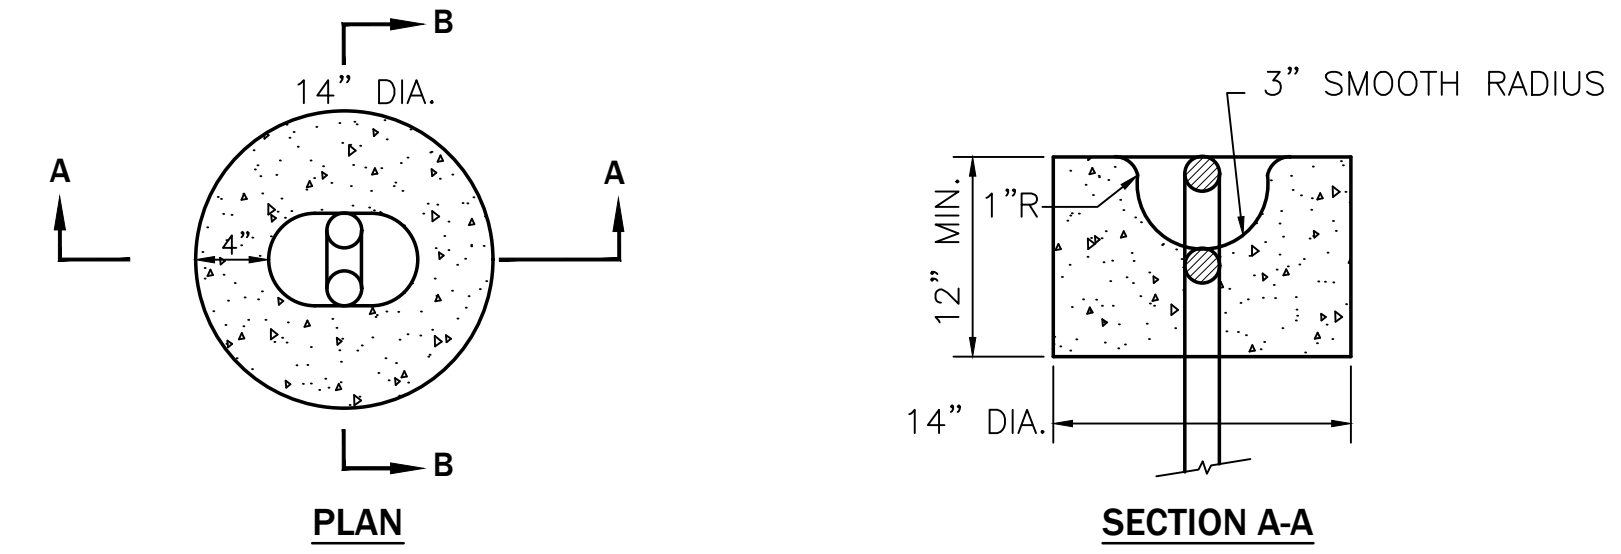 B
14” DIA.
A
A
4”
B
PLAN
3” SMOOTH RADIUS
12” MIN.
1”R
14” DIA.
SECTION A-A